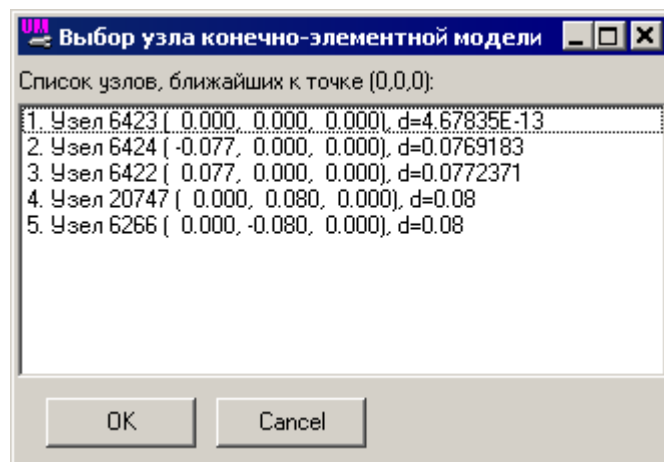 UM Выбор узла конечно-элементной модели
Список узлов, ближайших к точке (0,0,0):
1. Узел 6423 ( 0.000, 0.000, 0.000), d=4.67835E-13
2. Узел 6424 ( -0.077, 0.000, 0.000), d=0.0769183
3. Узел 6422 ( 0.077, 0.000, 0.000), d=0.0772371
4. Узел 20747 ( 0.000, 0.080, 0.000), d=0.08
5. Узел 6266 ( 0.000, -0.080, 0.000), d=0.08
OK Cancel